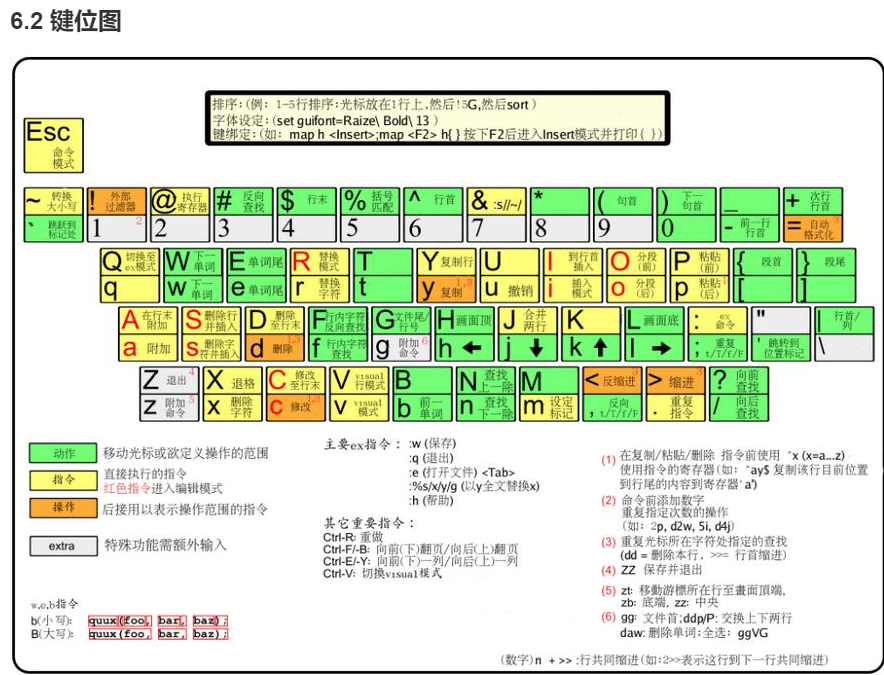 6.2 键位图
排序:(例: 1-5行排序:光标放在1行上,然后!5G,然后sort )
字体设定:(set guifont=Raize\ Bold\ 13 )
键绑定:(如: map h <Insert>;map <F2> h{ } 按下F2后进入Insert模式并打印{ })
Esc
命令
模式
~ 转换大小写 ! 外部过滤器 @ 执行寄存器 # 反向查找 $ 行末 % 括号匹配 ^ 行首 & :s//~/ * ( 句首 ) 下一句首 _ + 次行行首
` 跳跃到标记处 1 2 2 3 4 5 6 7 8 9 0 - 前一行行首 = 自动格式化 3
Q 切换至ex模式 W 下一单词 E 单词尾 R 替换模式 T Y 复制行 U I 到行首插入 O 分段(前) P 粘贴(前) { 段首 } 段尾
q w 下一单词 e 单词尾 r 替换字符 t y 复制 1,3 u 撤销 i 插入模式 o 分段(后) p 粘贴(后) 1 [ ]
A 在行末附加 S 删除行并插入 D 删除至行末 F 行内字符反向查找 G 文件尾/行号 H 画面顶 J 合并两行 K L 画面底 : ex命令 " | 行首/列
a 附加 s 删除字符并插入 d 删除 1,3 f 行内字符查找 g 附加命令 6 h ← j ↓ k ↑ l → ; 重复t/T/f/F ' 跳转到位置标记 \
Z 退出 4 X 退格 C 修改至行末 V visual行模式 B N 查找上一除 M < 反缩进 3 > 缩进 3 ? 向前查找
z 附加命令 5 x 删除字符 c 修改 1,3 v visual模式 b 前一单词 n 查找下一除 m 设定标记 , 反向t/T/f/F . 重复指令 / 向后查找
动作 移动光标或欲定义操作的范围
指令 直接执行的指令
红色指令进入编辑模式
操作 后接用以表示操作范围的指令
extra 特殊功能需额外输入
w,e,b指令
b(小写): quux(foo, bar, baz);
B(大写): quux(foo, bar, baz);
主要ex指令: :w (保存)
:q (退出)
:e (打开文件) <Tab>
:%s/x/y/g (以y全文替换x)
:h (帮助)
其它重要指令:
Ctrl-R: 重做
Ctrl-F/-B: 向前(下)翻页/向后(上)翻页
Ctrl-E/-Y: 向前(下)一列/向后(上)一列
Ctrl-V: 切换visual模式
(1) 在复制/粘贴/删除 指令前使用 "x (x=a...z)
使用指令的寄存器(如: "ay$ 复制该行目前位置
到行尾的内容到寄存器'a')
(2) 命令前添加数字
重复指定次数的操作
(如: 2p, d2w, 5i, d4j)
(3) 重复光标所在字符处指定的查找
(dd = 删除本行, >>= 行首缩进)
(4) ZZ 保存并退出
(5) zt: 移動游標所在行至畫面頂端,
zb: 底端, zz: 中央
(6) gg: 文件首;ddp/P: 交换上下两行
daw: 删除单词:全选: ggVG
(数字)n + >> :行共同缩进(如:2>>表示这行到下一行共同缩进)